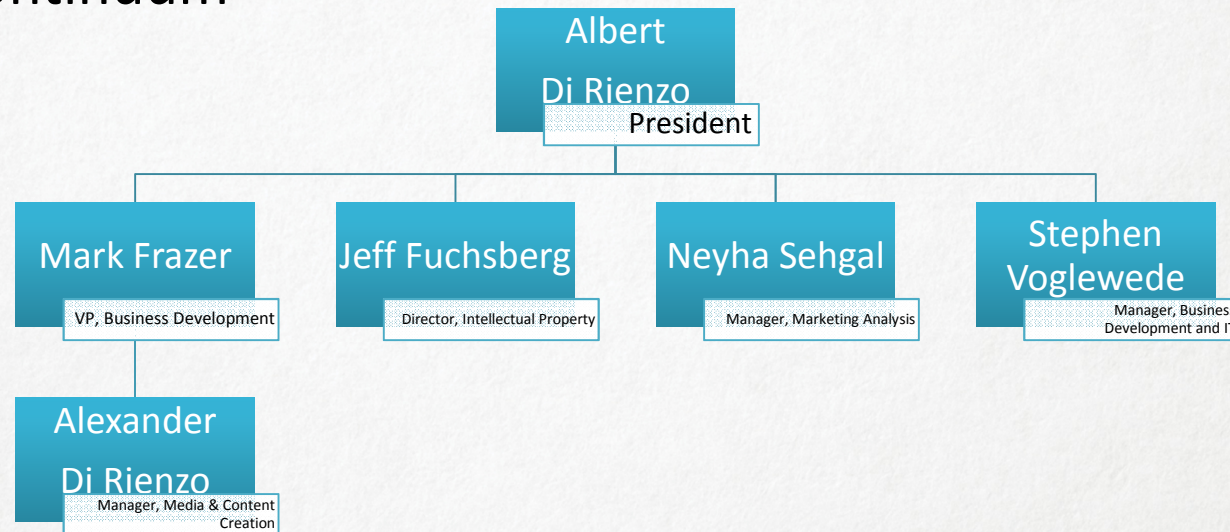 Albert
Di Rienzo
President
Mark Frazer
VP, Business Development
Jeff Fuchsberg
Director, Intellectual Property
Neyha Sehgal
Manager, Marketing Analysis
Stephen
Voglewede
Manager, Busines
Development and IT
Alexander
Di Rienzo
Manager, Media & Content
Creation